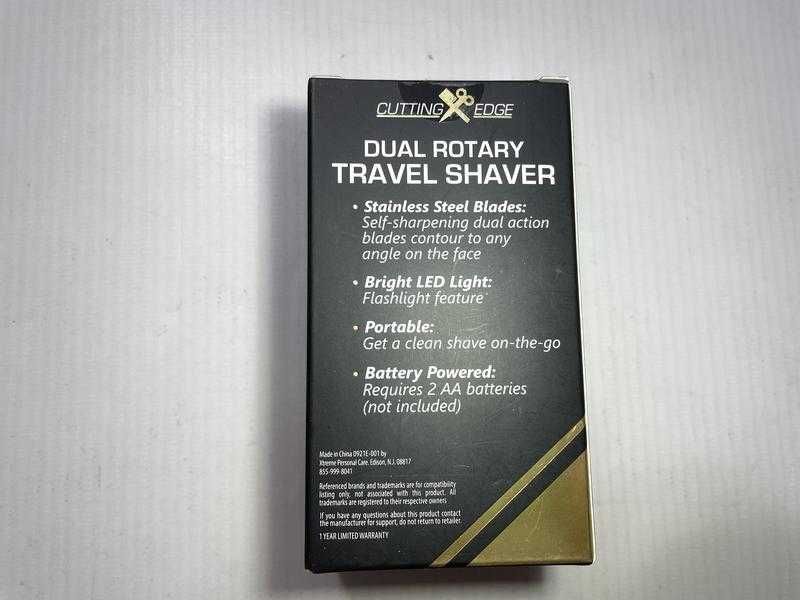 CUTTING EDGE
DUAL ROTARY
TRAVEL SHAVER
• Stainless Steel Blades:
Self-sharpening dual action
blades contour to any
angle on the face
• Bright LED Light:
Flashlight feature
• Portable:
Get a clean shave on-the-go
• Battery Powered:
Requires 2 AA batteries
(not included)
Made in China 0921E-001 by
Xtreme Personal Care. Edison, N.J. 08817
855-999-8041
Referenced brands and trademarks are for compatibility
listing only, not associated with this product. All
trademarks are registered to their respective owners
If you have any questions about this product contact
the manufacturer for support, do not return to retailer.
1 YEAR LIMITED WARRANTY